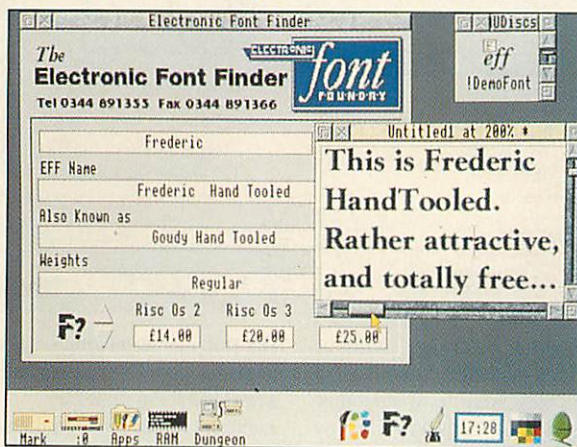 Electronic Font Finder
UDiscs
The
Electronic Font Finder
Tel 0344 891355 Fax 0344 891366
ELECTRONIC
font
FOUNDRY
eff
!DemoFont
Frederic
EFF Name
Frederic Hand Tooled
Also Known as
Goudy Hand Tooled
Weights
Regular
F?
Risc Os 2
Risc Os 3
£14.00
£20.00
£25.00
Untitled1 at 200% *
This is Frederic
HandTooled.
Rather attractive,
and totally free...
Mark
:0
Apps
RAM
Dungeon
F?
17:28